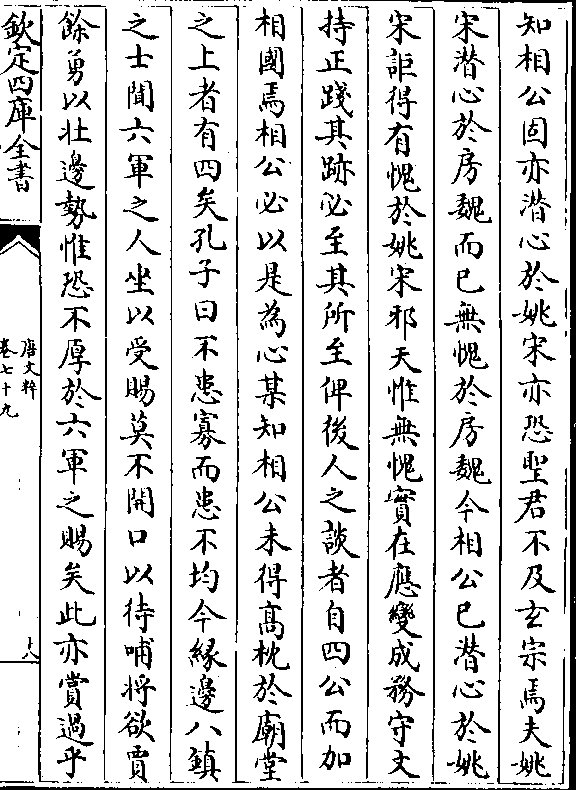 知相公固亦潛心於姚宋亦恐聖君不及玄宗焉夫姚
宋潛心於房魏而已無愧於房魏今相公已潛心於姚
宋詎得有愧於姚宋邪天惟無愧實在應變成務守文
持正踐其跡必至其所至俾後人之談者自四公而加
相國焉相公必以是為心某知相公未得高枕於廟堂
之上者有四矣孔子曰不患寡而患不均今緣邊八鎮
之士聞六軍之人坐以受賜莫不開口以待哺將欲賈
餘勇以壯邊勢惟恐不厚於六軍之賜矣此亦賞過乎
欽定四庫全書
唐文粹
卷七十九
十八